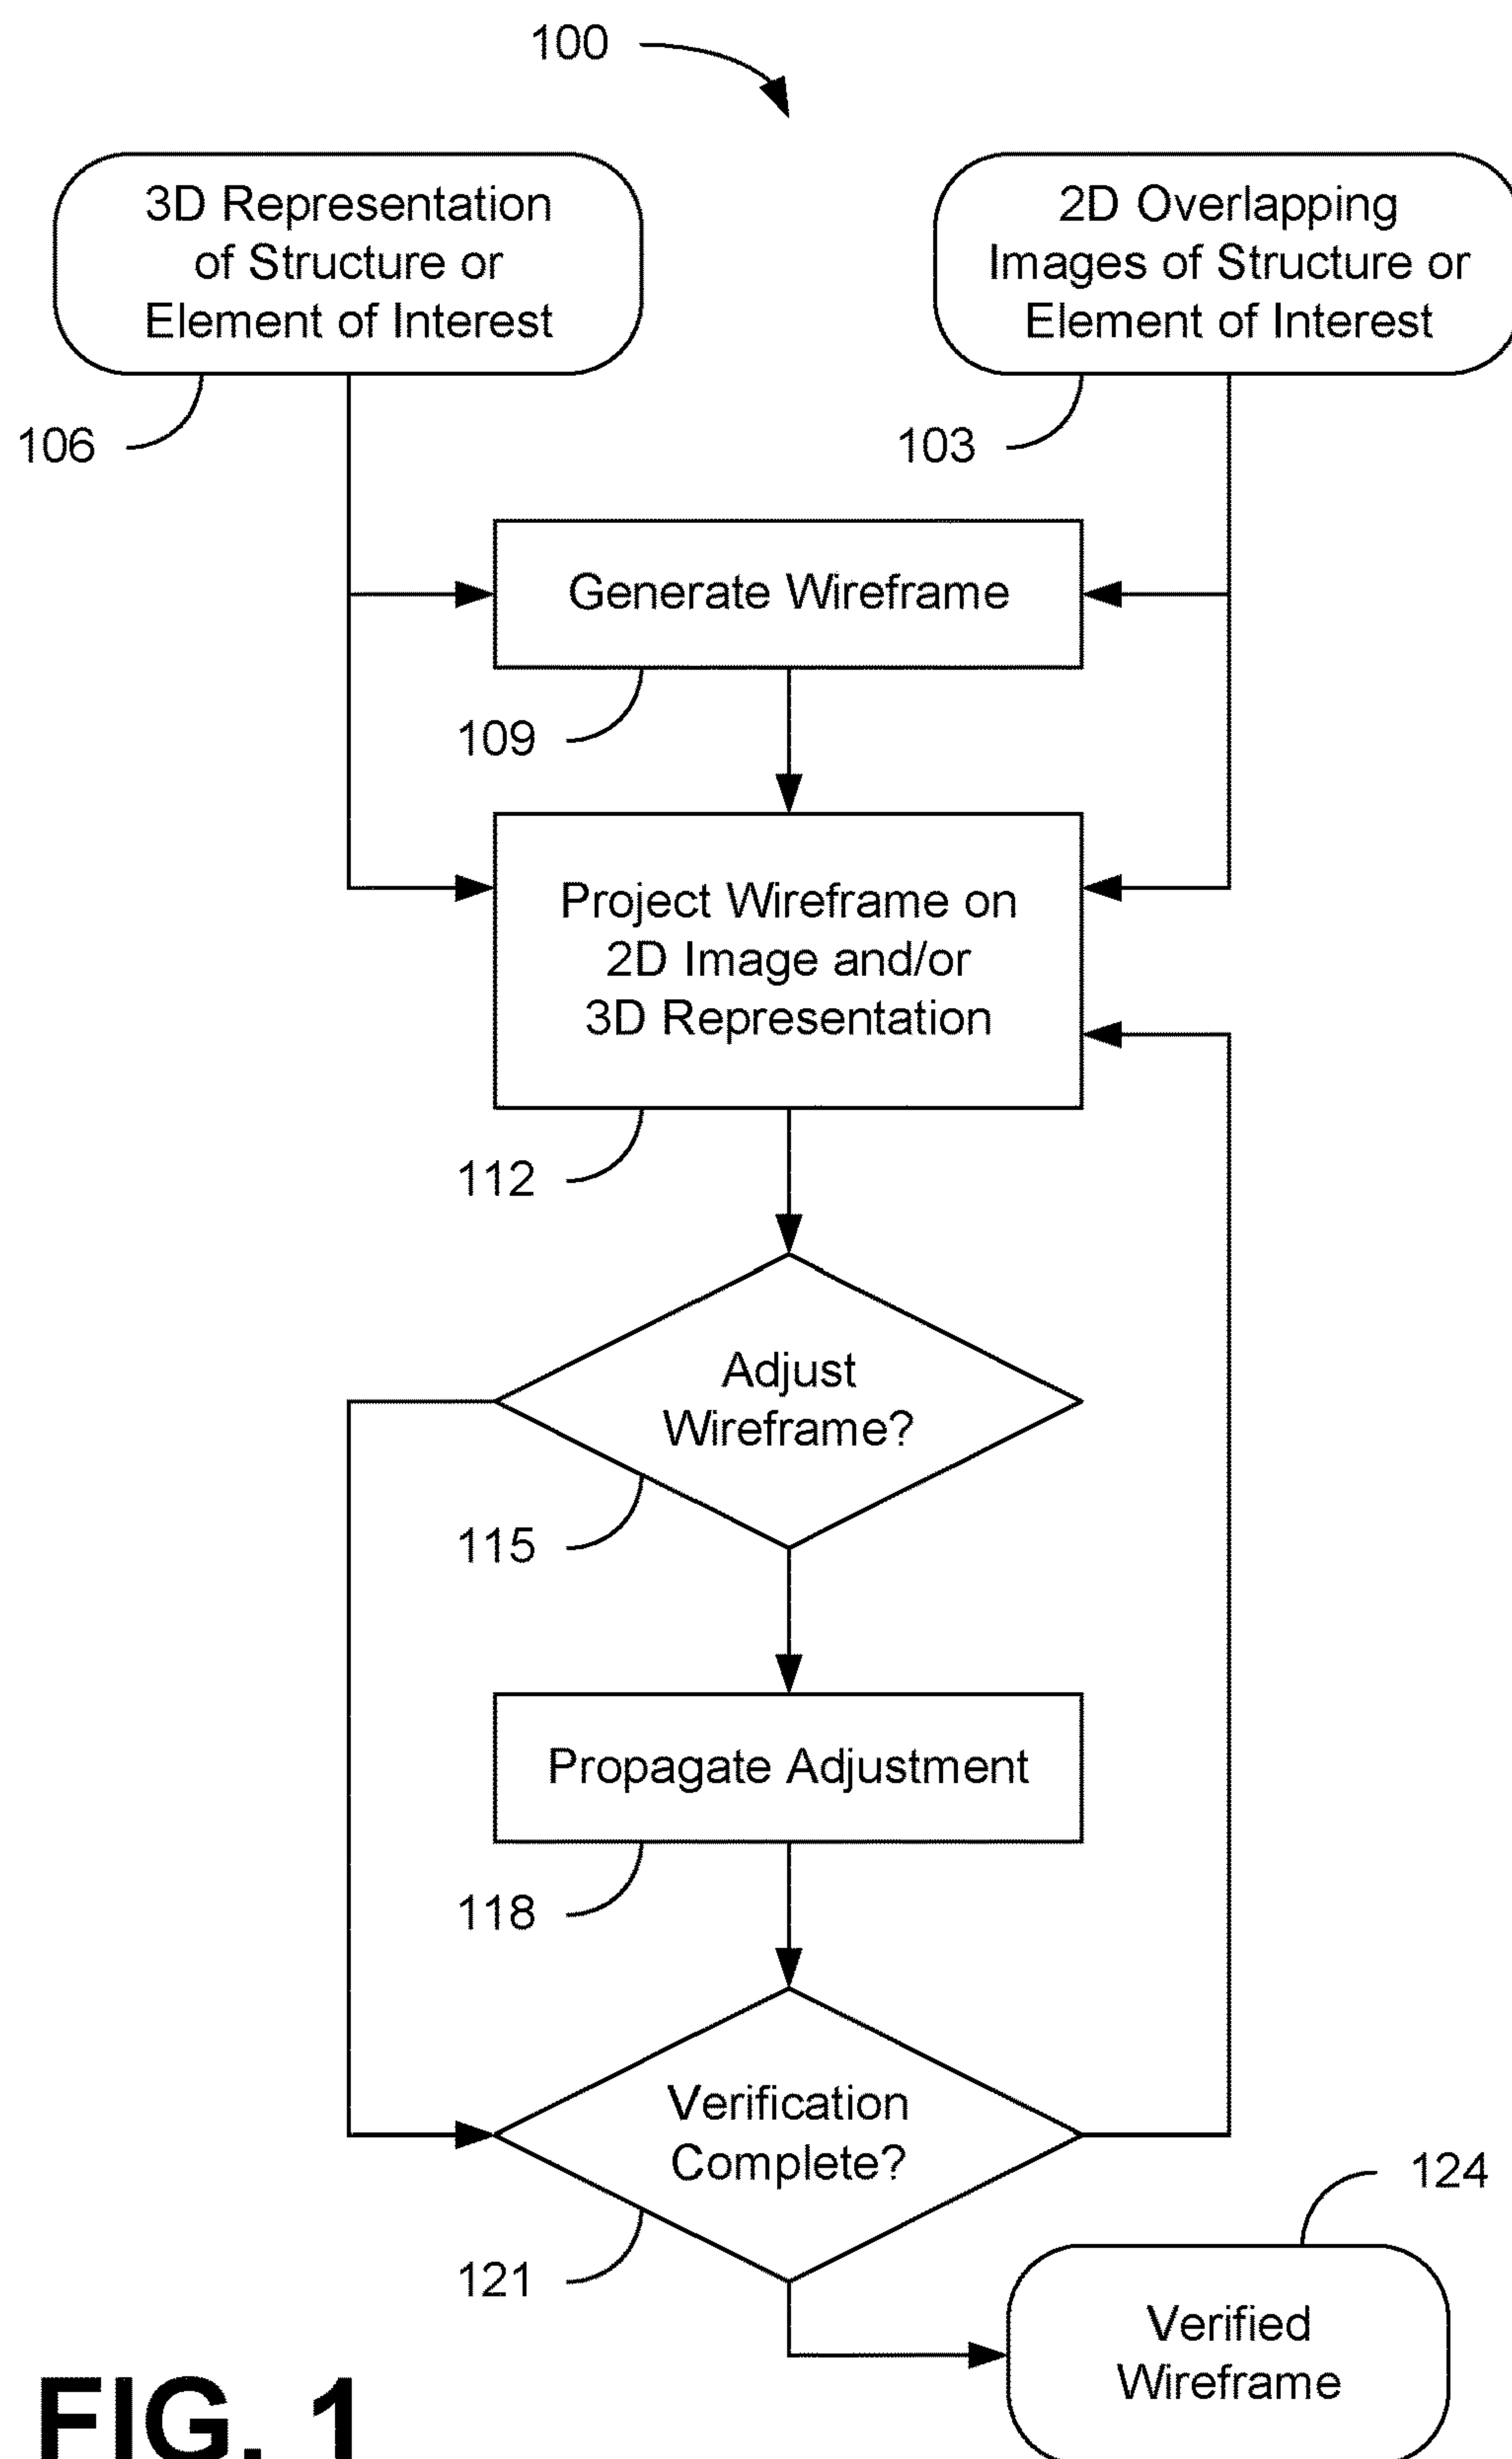 100
3D Representation
of Structure or
Element of Interest
2D Overlapping
Images of Structure or
Element of Interest
106
103
Generate Wireframe
109
Project Wireframe on
2D Image and/or
3D Representation
112
Adjust
Wireframe?
115
Propagate Adjustment
118
Verification
Complete?
121
124
Verified
Wireframe
FIG. 1